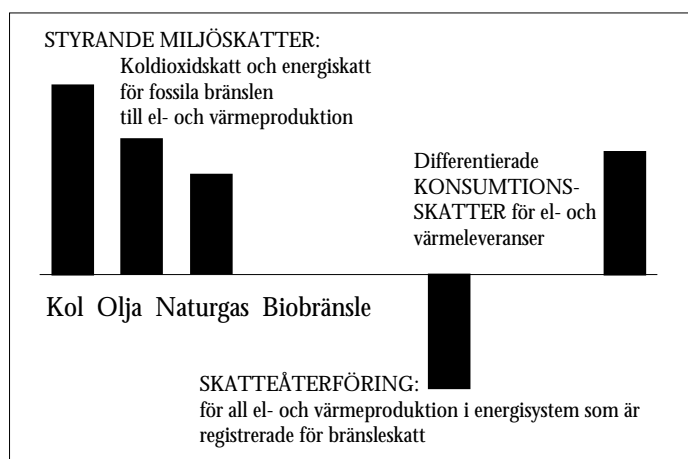 STYRANDE MILJÖSKATTER:
Koldioxidskatt och energiskatt
för fossila bränslen
till el- och värmeproduktion
Differentierade
KONSUMTIONS-
SKATTER för el- och
värmeleveranser
Kol Olja Naturgas Biobränsle
SKATTEÅTERFÖRING:
för all el- och värmeproduktion i energisystem som är
registrerade för bränsleskatt